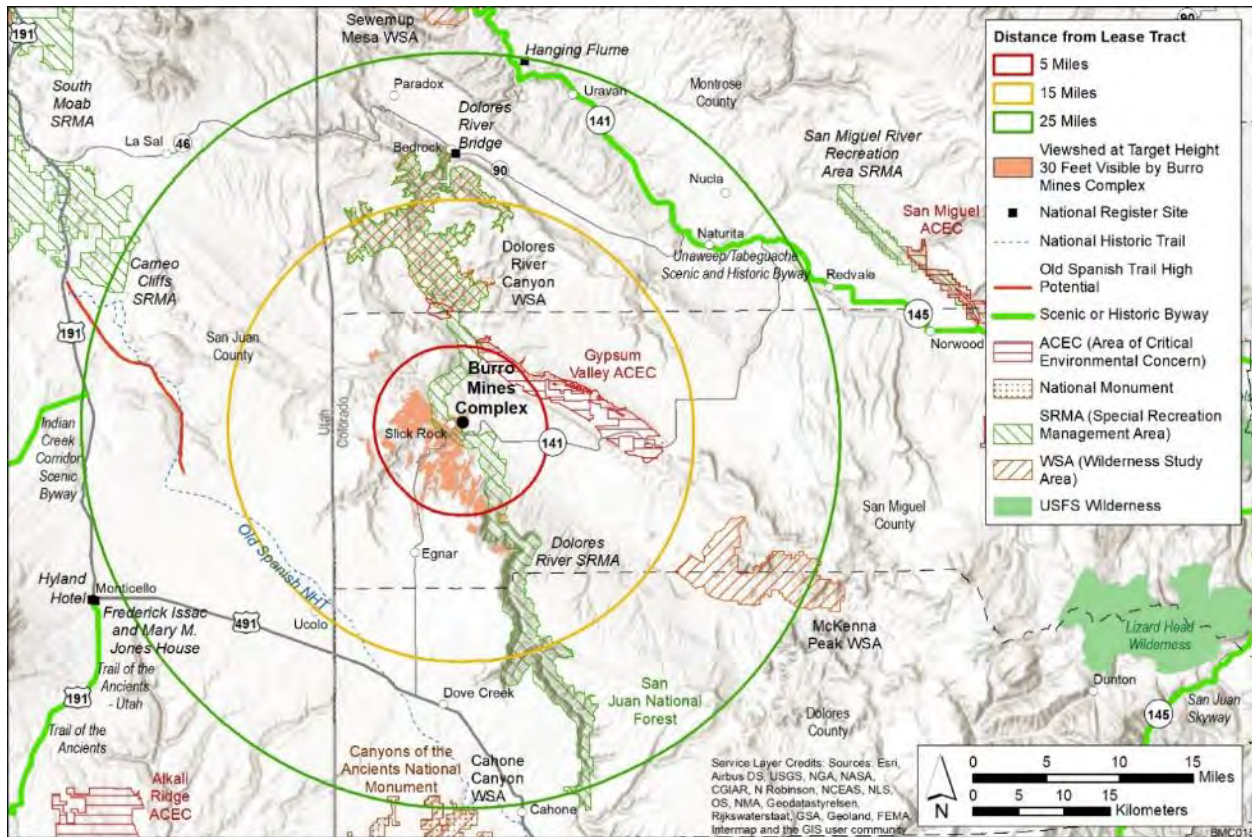 191
Sewemup
Mesa WSA
Hanging Flume
90
South
Moab
SRMA
La Sal
46
Paradox
Dolores
River
Bridge
Bedrock
90
Uravan
141
Montrose
County
San Miguel River
Recreation
Area SRMA
Nucla
San Miguel
ACEC
Naturita
Unaweep/Tabeguache
Scenic and Historic Byway
Redvale
145
Norwood
Dolores
River
Canyon
WSA
Cameo
Cliffs
SRMA
191
San Juan
County
Utah
Colorado
Burro
Mines
Complex
Slick Rock
Gypsum
Valley ACEC
141
Indian
Creek
Corridor
Scenic
Byway
San Miguel
County
Egnar
Dolores
River SRMA
Old Spanish NHT
Hyland
Hotel
Monticello
Frederick Issac
and Mary M.
Jones House
491
Ucolo
McKenna
Peak WSA
Lizard Head
Wilderness
Dunton
145
San Juan
Skyway
191
Trail of the
Ancients
- Utah
Trail of the
Ancients
Dove Creek
San
Juan National
Forest
Dolores
County
Alkali
Ridge
ACEC
Canyons of the
Ancients National
Monument
Cahone
Canyon
WSA
Cahone
Distance from Lease Tract
5 Miles
15 Miles
25 Miles
Viewshed at Target Height
30 Feet Visible by Burro
Mines Complex
National Register Site
National Historic Trail
Old Spanish Trail High
Potential
Scenic or Historic Byway
ACEC (Area of Critical
Environmental Concern)
National Monument
SRMA (Special Recreation
Management Area)
WSA (Wilderness Study
Area)
USFS Wilderness
Service Layer Credits: Sources: Esri,
Airbus DS, USGS, NGA, NASA,
CGIAR, N Robinson, NCEAS, NLS,
OS, NMA, Geodatastyrelsen,
Rijkswaterstaat, GSA, Geoland, FEMA,
Intermap and the GIS user community
N
0 5 10 15
Miles
0 5 10 15
Kilometers